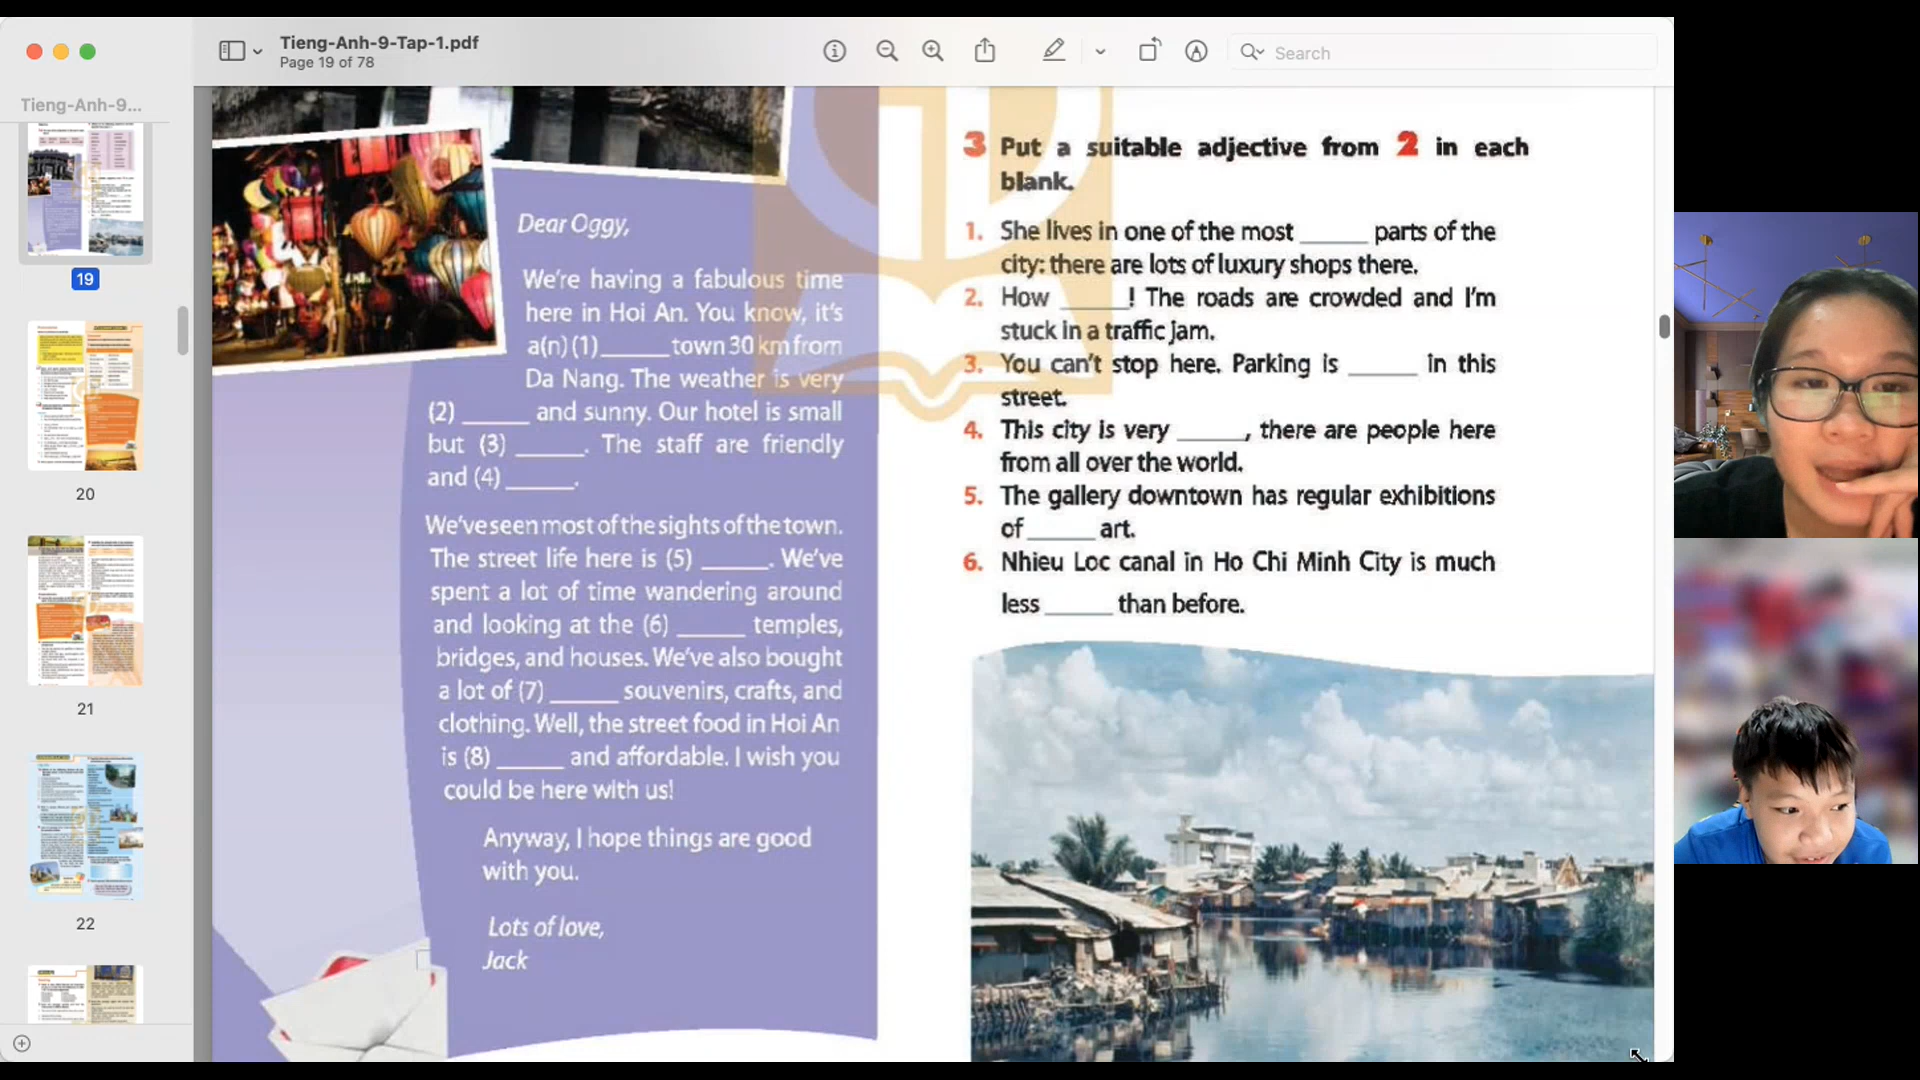 Tieng-Anh-9-Tap-1.pdf
Page 19 of 78
Search
Tieng-Anh-9...
19
20
21
22
Dear Oggy,
We're having a fabulous time
here in Hoi An. You know, it's
a(n) (1)______ town 30 km from
Da Nang. The weather is very
(2) ______ and sunny. Our hotel is small
but (3) ______. The staff are friendly
and (4) ______.
We've seen most of the sights of the town.
The street life here is (5) ______. We've
spent a lot of time wandering around
and looking at the (6) ______ temples,
bridges, and houses. We've also bought
a lot of (7) ______ souvenirs, crafts, and
clothing. Well, the street food in Hoi An
is (8) ______ and affordable. I wish you
could be here with us!
Anyway, I hope things are good
with you.
Lots of love,
Jack
3 Put a suitable adjective from 2 in each
blank.
1. She lives in one of the most ______ parts of the
city: there are lots of luxury shops there.
2. How ______! The roads are crowded and I'm
stuck in a traffic jam.
3. You can't stop here. Parking is ______ in this
street.
4. This city is very ______, there are people here
from all over the world.
5. The gallery downtown has regular exhibitions
of ______ art.
6. Nhieu Loc canal in Ho Chi Minh City is much
less ______ than before.